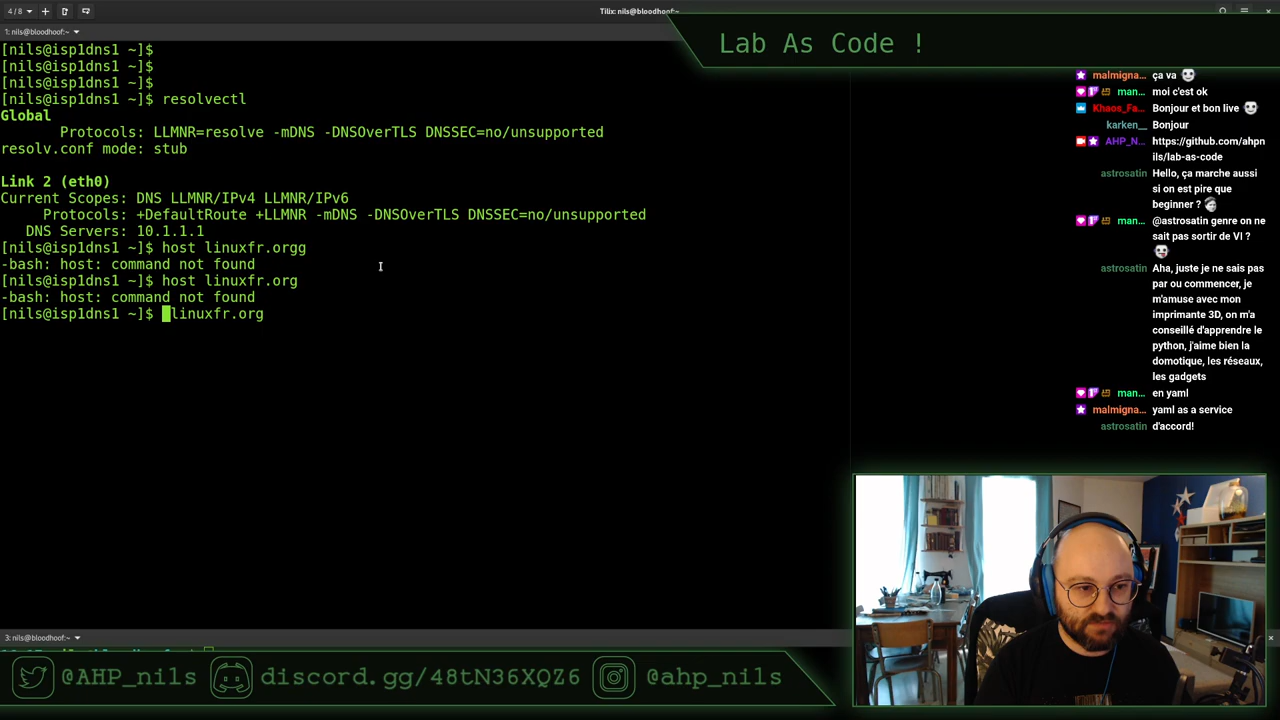 4 / 8
Tilix: nils@bloodhoof:~
1: nils@bloodhoof:~
Lab As Code !
[nils@isp1dns1 ~]$
[nils@isp1dns1 ~]$
[nils@isp1dns1 ~]$
[nils@isp1dns1 ~]$ resolvectl
Global
Protocols: LLMNR=resolve -mDNS -DNSOverTLS DNSSEC=no/unsupported
resolv.conf mode: stub
Link 2 (eth0)
Current Scopes: DNS LLMNR/IPv4 LLMNR/IPv6
Protocols: +DefaultRoute +LLMNR -mDNS -DNSOverTLS DNSSEC=no/unsupported
DNS Servers: 10.1.1.1
[nils@isp1dns1 ~]$ host linuxfr.orgg
-bash: host: command not found
[nils@isp1dns1 ~]$ host linuxfr.org
-bash: host: command not found
[nils@isp1dns1 ~]$ linuxfr.org
malmigna... ça va
man... moi c'est ok
Khaos_Fa... Bonjour et bon live
karken__ Bonjour
AHP_N... https://github.com/ahpn
ils/lab-as-code
astrosatin Hello, ça marche aussi
si on est pire que
beginner ?
man... @astrosatin genre on ne
sait pas sortir de VI ?
astrosatin Aha, juste je ne sais pas
par ou commencer, je
m'amuse avec mon
imprimante 3D, on m'a
conseillé d'apprendre le
python, j'aime bien la
domotique, les réseaux,
les gadgets
man... en yaml
malmigna... yaml as a service
astrosatin d'accord!
3: nils@bloodhoof:~
@AHP_nils
discord.gg/48tN36XQZ6
@ahp_nils